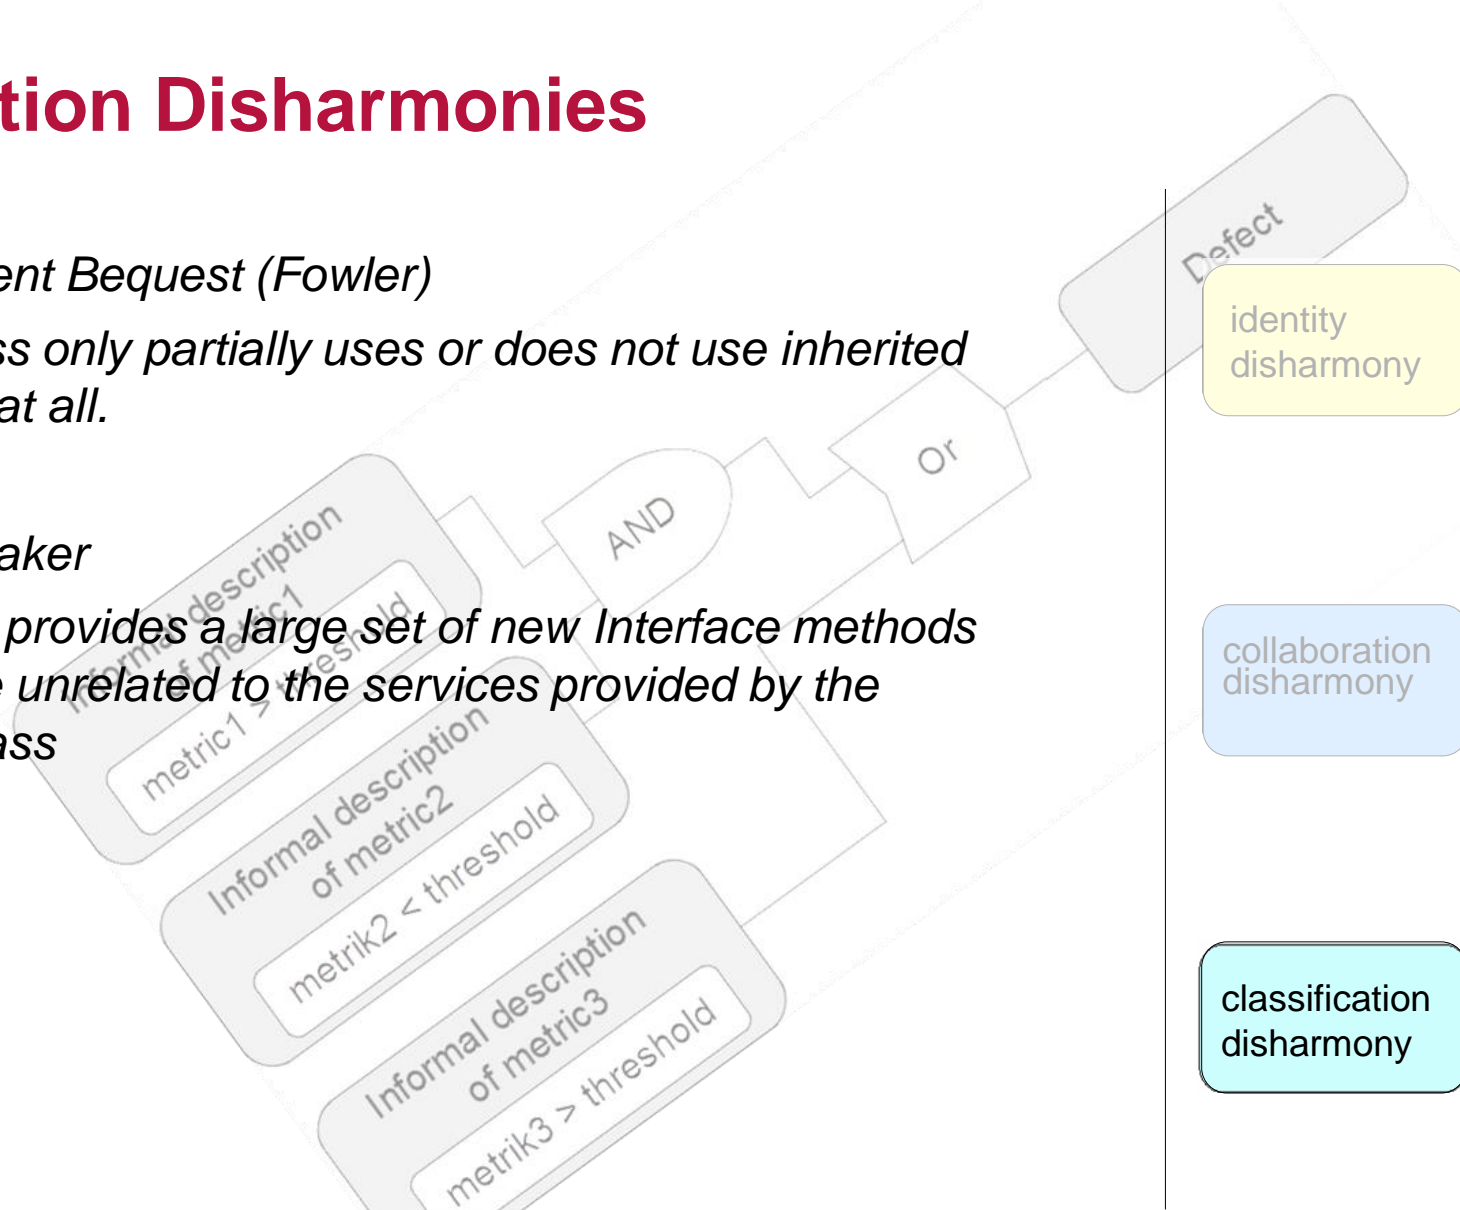 tion Disharmonies
ent Bequest (Fowler)
ss only partially uses or does not use inherited
at all.
aker
provides a large set of new Interface methods
e unrelated to the services provided by the
ass
Defect
Or
AND
Informal description
of metric1
metric1 > threshold
Informal description
of metric2
metrik2 < threshold
Informal description
of metric3
metrik3 > threshold
identity
disharmony
collaboration
disharmony
classification
disharmony